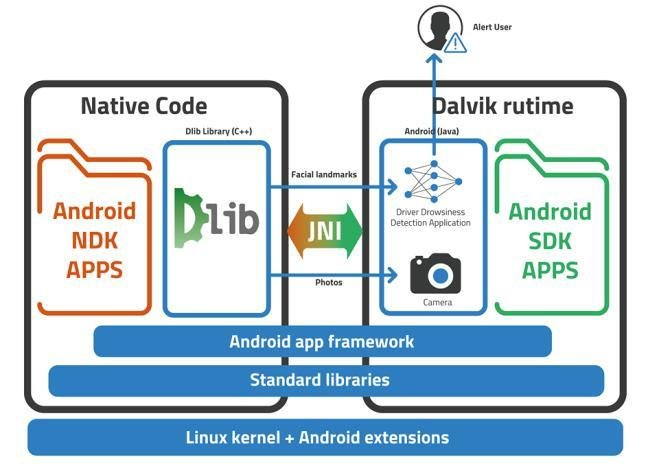 Alert User
Native Code
Dalvik rutime
Dlib Library (C++)
Android (Java)
Android
NDK
APPS
Dlib
Facial landmarks
JNI
Photos
Driver Drowsiness
Detection Application
Camera
Android
SDK
APPS
Android app framework
Standard libraries
Linux kernel + Android extensions